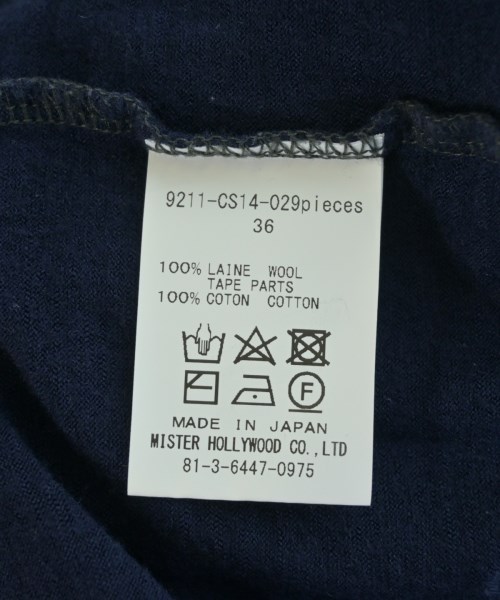 9211-CS14-029pieces
36
100% LAINE WOOL
TAPE PARTS
100% COTON COTTON
F
MADE IN JAPAN
MISTER HOLLYWOOD CO.,LTD
81-3-6447-0975